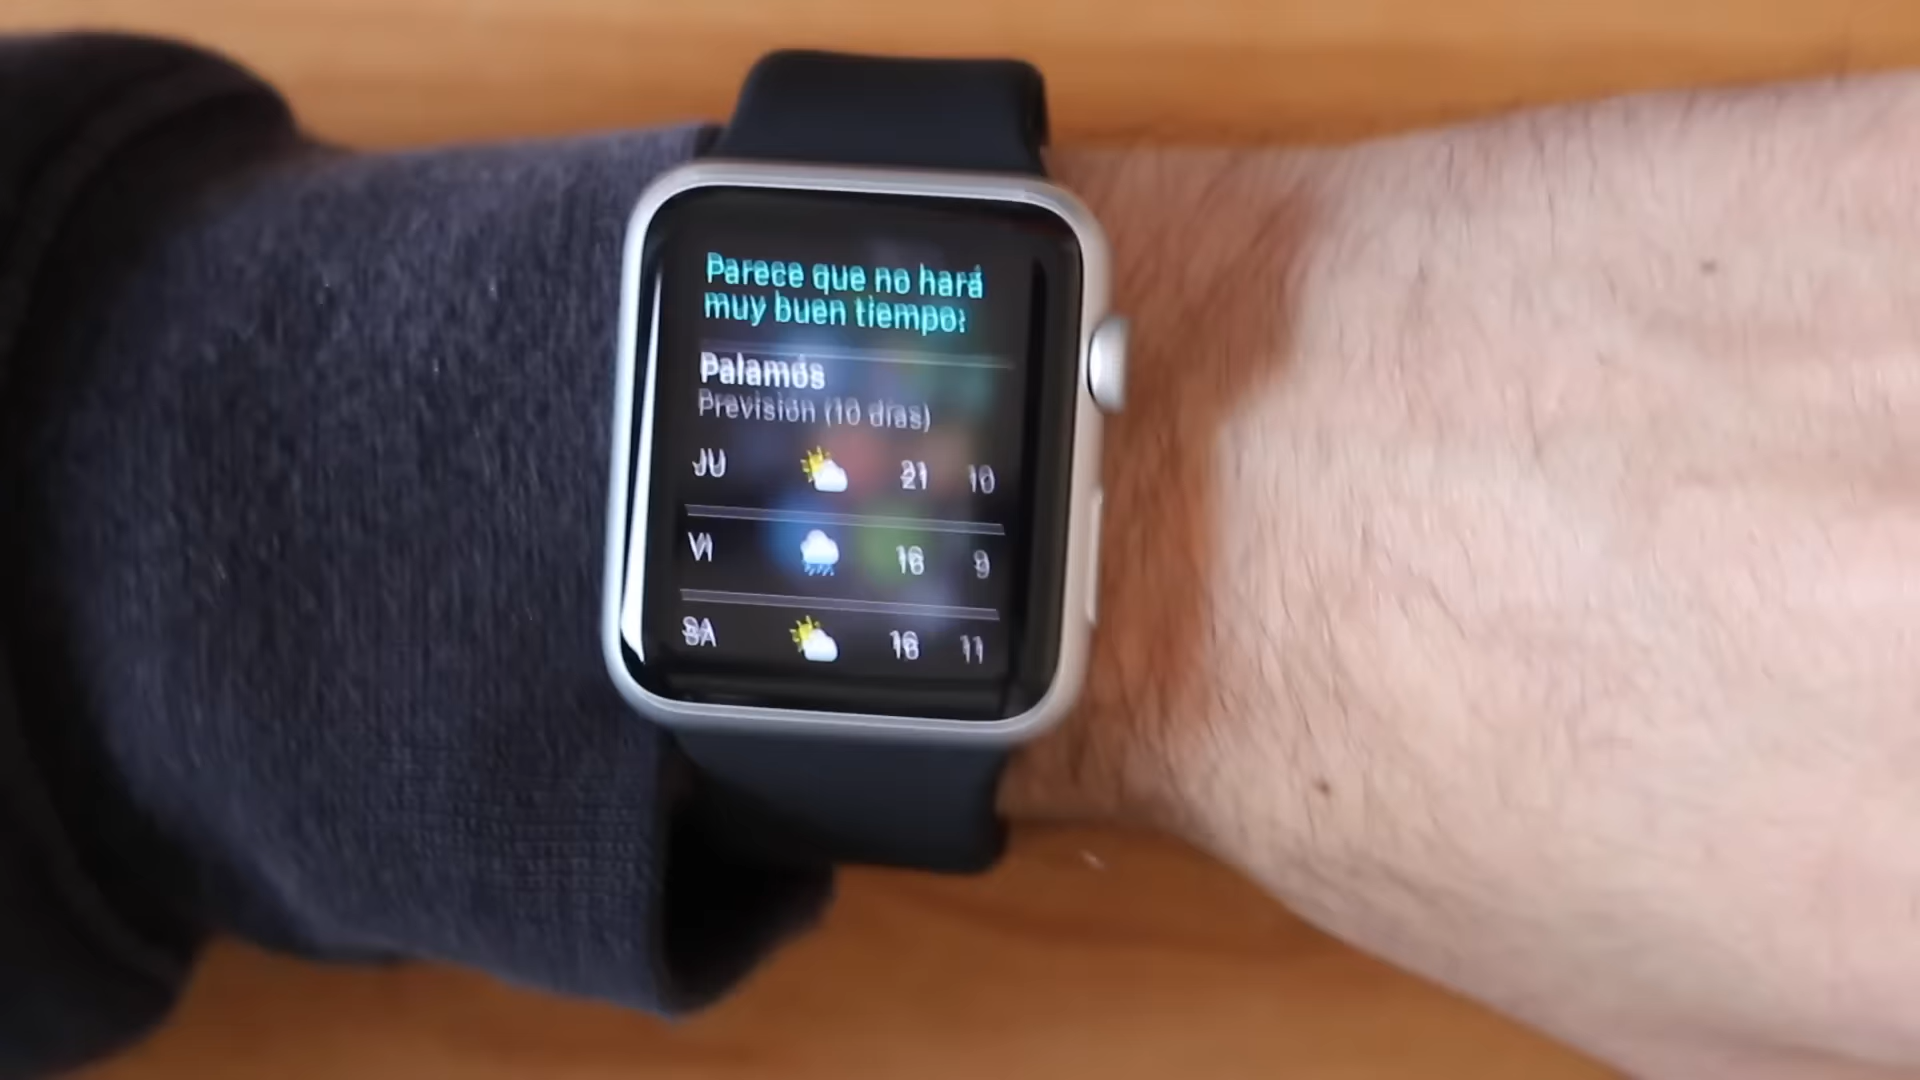 Parece que no hará
muy buen tiempo:
Palamós
Previsión (10 días)
JU 21 10
VI 16 9
SA 16 11